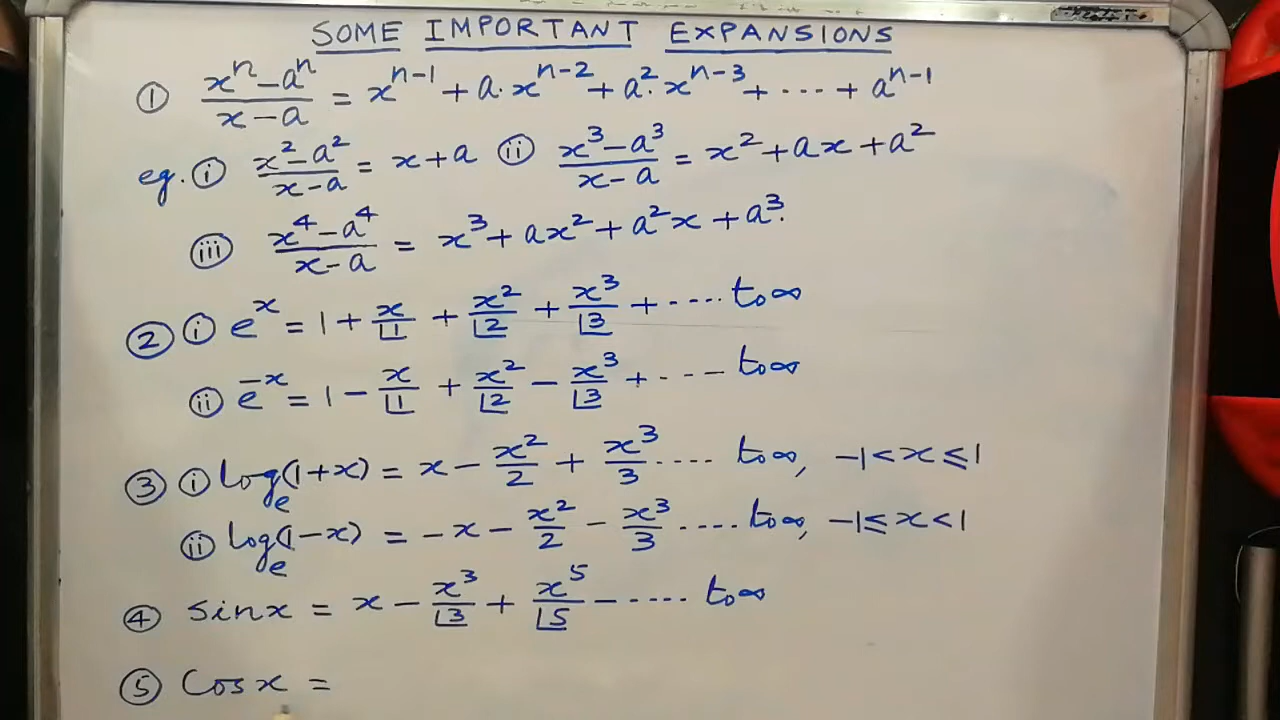 SOME IMPORTANT EXPANSIONS
① (xⁿ - aⁿ)/(x - a) = xⁿ⁻¹ + a·xⁿ⁻² + a²·xⁿ⁻³ + .... + aⁿ⁻¹
eg. ⓘ (x² - a²)/(x - a) = x + a ⓘⓘ (x³ - a³)/(x - a) = x² + ax + a²
ⓘⓘⓘ (x⁴ - a⁴)/(x - a) = x³ + ax² + a²x + a³.
② ⓘ eˣ = 1 + x/∟1 + x²/∟2 + x³/∟3 + ..... to ∞
ⓘⓘ e⁻ˣ = 1 - x/∟1 + x²/∟2 - x³/∟3 + .... to ∞
③ ⓘ logₑ(1+x) = x - x²/2 + x³/3 ..... to ∞, -1 < x ≤ 1
ⓘⓘ logₑ(1-x) = -x - x²/2 - x³/3 ..... to ∞, -1 ≤ x < 1
④ sinx = x - x³/∟3 + x⁵/∟5 - ..... to ∞
⑤ Cosx =